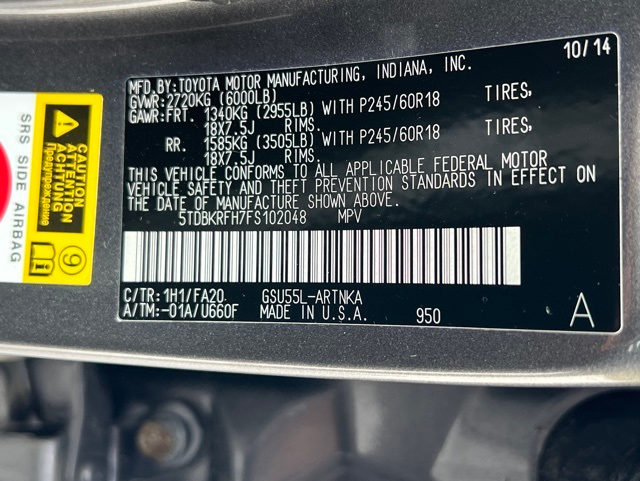 10/14
MFD.BY:TOYOTA MOTOR MANUFACTURING, INDIANA, INC.
GVWR:2720KG (6000LB)
GAWR:FRT. 1340KG (2955LB) WITH P245/60R18 TIRES,
18X7.5J RIMS.
RR. 1585KG (3505LB) WITH P245/60R18 TIRES,
18X7.5J RIMS.
THIS VEHICLE CONFORMS TO ALL APPLICABLE FEDERAL MOTOR
VEHICLE SAFETY AND THEFT PREVENTION STANDARDS IN EFFECT ON
THE DATE OF MANUFACTURE SHOWN ABOVE.
5TDBKRFH7FS102048 MPV
C/TR: 1H1/FA20 GSU55L-ARTNKA
A/TM:-01A/U660F MADE IN U.S.A. 950 A
SRS SIDE AIRBAG
CAUTION
ATTENTION
ACHTUNG
Предупреждение
9